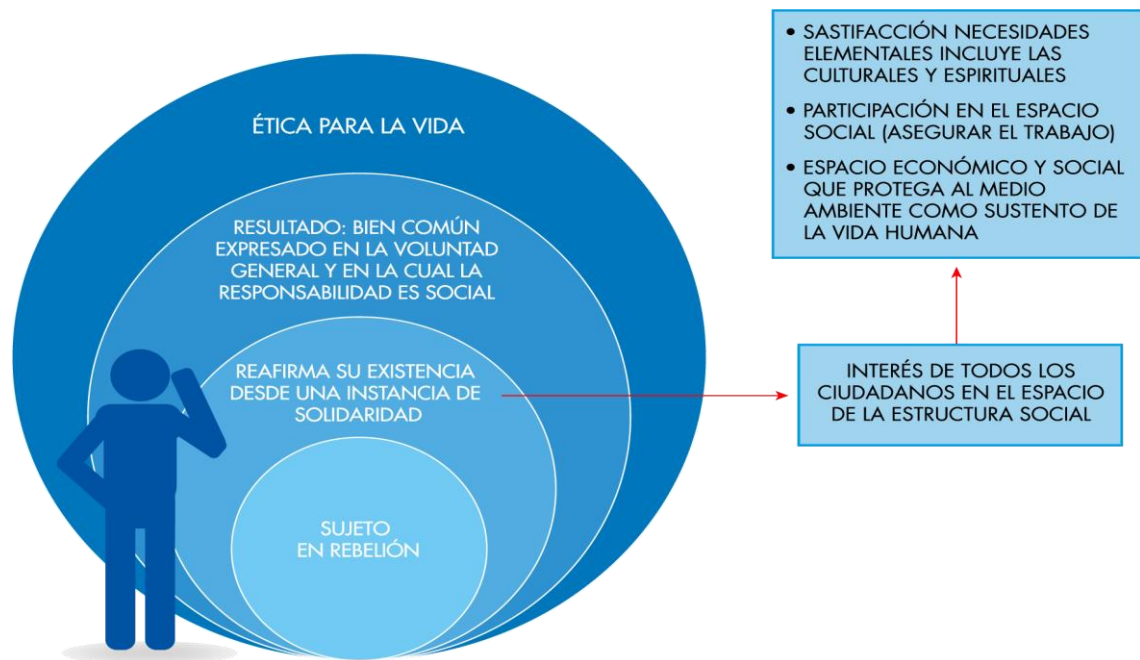 ÉTICA PARA LA VIDA
RESULTADO: BIEN COMÚN
EXPRESADO EN LA VOLUNTAD
GENERAL Y EN LA CUAL LA
RESPONSABILIDAD ES SOCIAL
REAFIRMA SU EXISTENCIA
DESDE UNA INSTANCIA DE
SOLIDARIDAD
SUJETO
EN REBELIÓN
• SASTIFACCIÓN NECESIDADES
ELEMENTALES INCLUYE LAS
CULTURALES Y ESPIRITUALES
• PARTICIPACIÓN EN EL ESPACIO
SOCIAL (ASEGURAR EL TRABAJO)
• ESPACIO ECONÓMICO Y SOCIAL
QUE PROTEGA AL MEDIO
AMBIENTE COMO SUSTENTO DE
LA VIDA HUMANA
INTERÉS DE TODOS LOS
CIUDADANOS EN EL ESPACIO
DE LA ESTRUCTURA SOCIAL